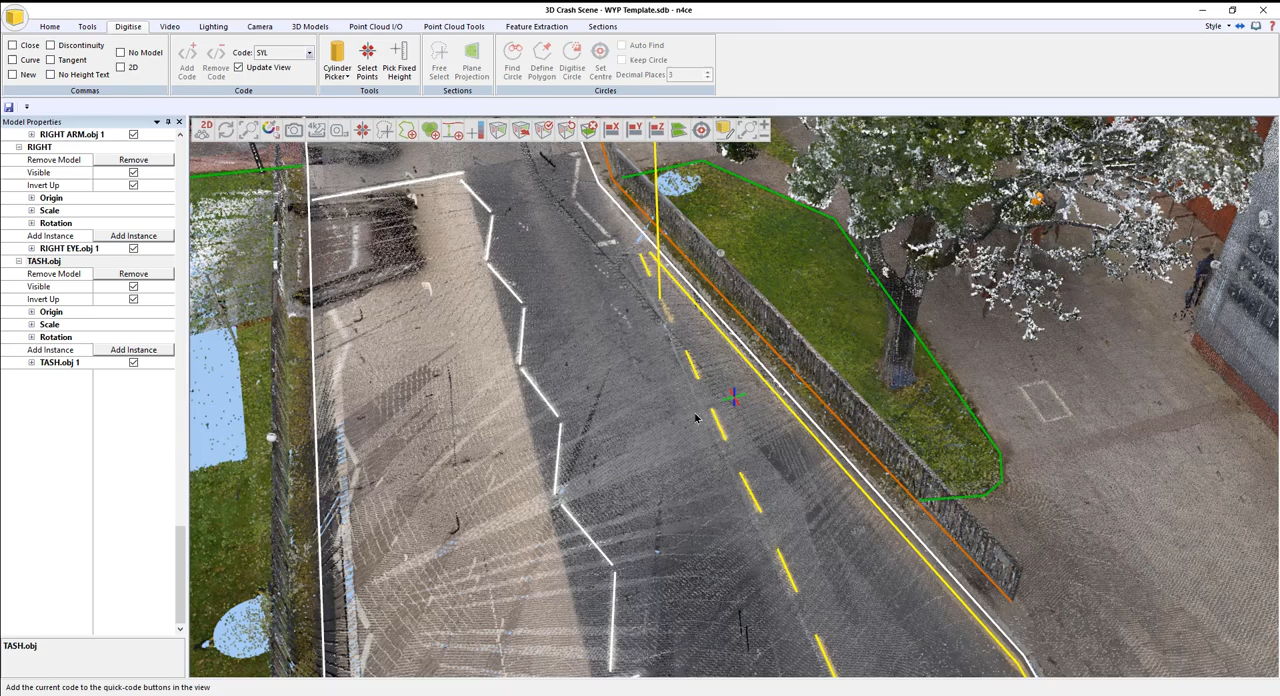 3D Crash Scene - WYP Template.sdb - n4ce
Home Tools Digitise Video Lighting Camera 3D Models Point Cloud I/O Point Cloud Tools Feature Extraction Sections Style
Close Discontinuity No Model Code: SYL Auto Find
Curve Tangent 2D Update View Keep Circle
New No Height Text Decimal Places 3
Add Code Remove Code Cylinder Picker Select Points Pick Fixed Height Free Select Plane Projection Find Circle Define Polygon Digitise Circle Set Centre
Commas Code Tools Sections Circles
Model Properties
2D
4k
X Y Z
RIGHT ARM.obj 1
RIGHT
Remove Model Remove
Visible
Invert Up
Origin
Scale
Rotation
Add Instance Add Instance
RIGHT EYE.obj 1
TASH.obj
Remove Model Remove
Visible
Invert Up
Origin
Scale
Rotation
Add Instance Add Instance
TASH.obj 1
TASH.obj
Add the current code to the quick-code buttons in the view